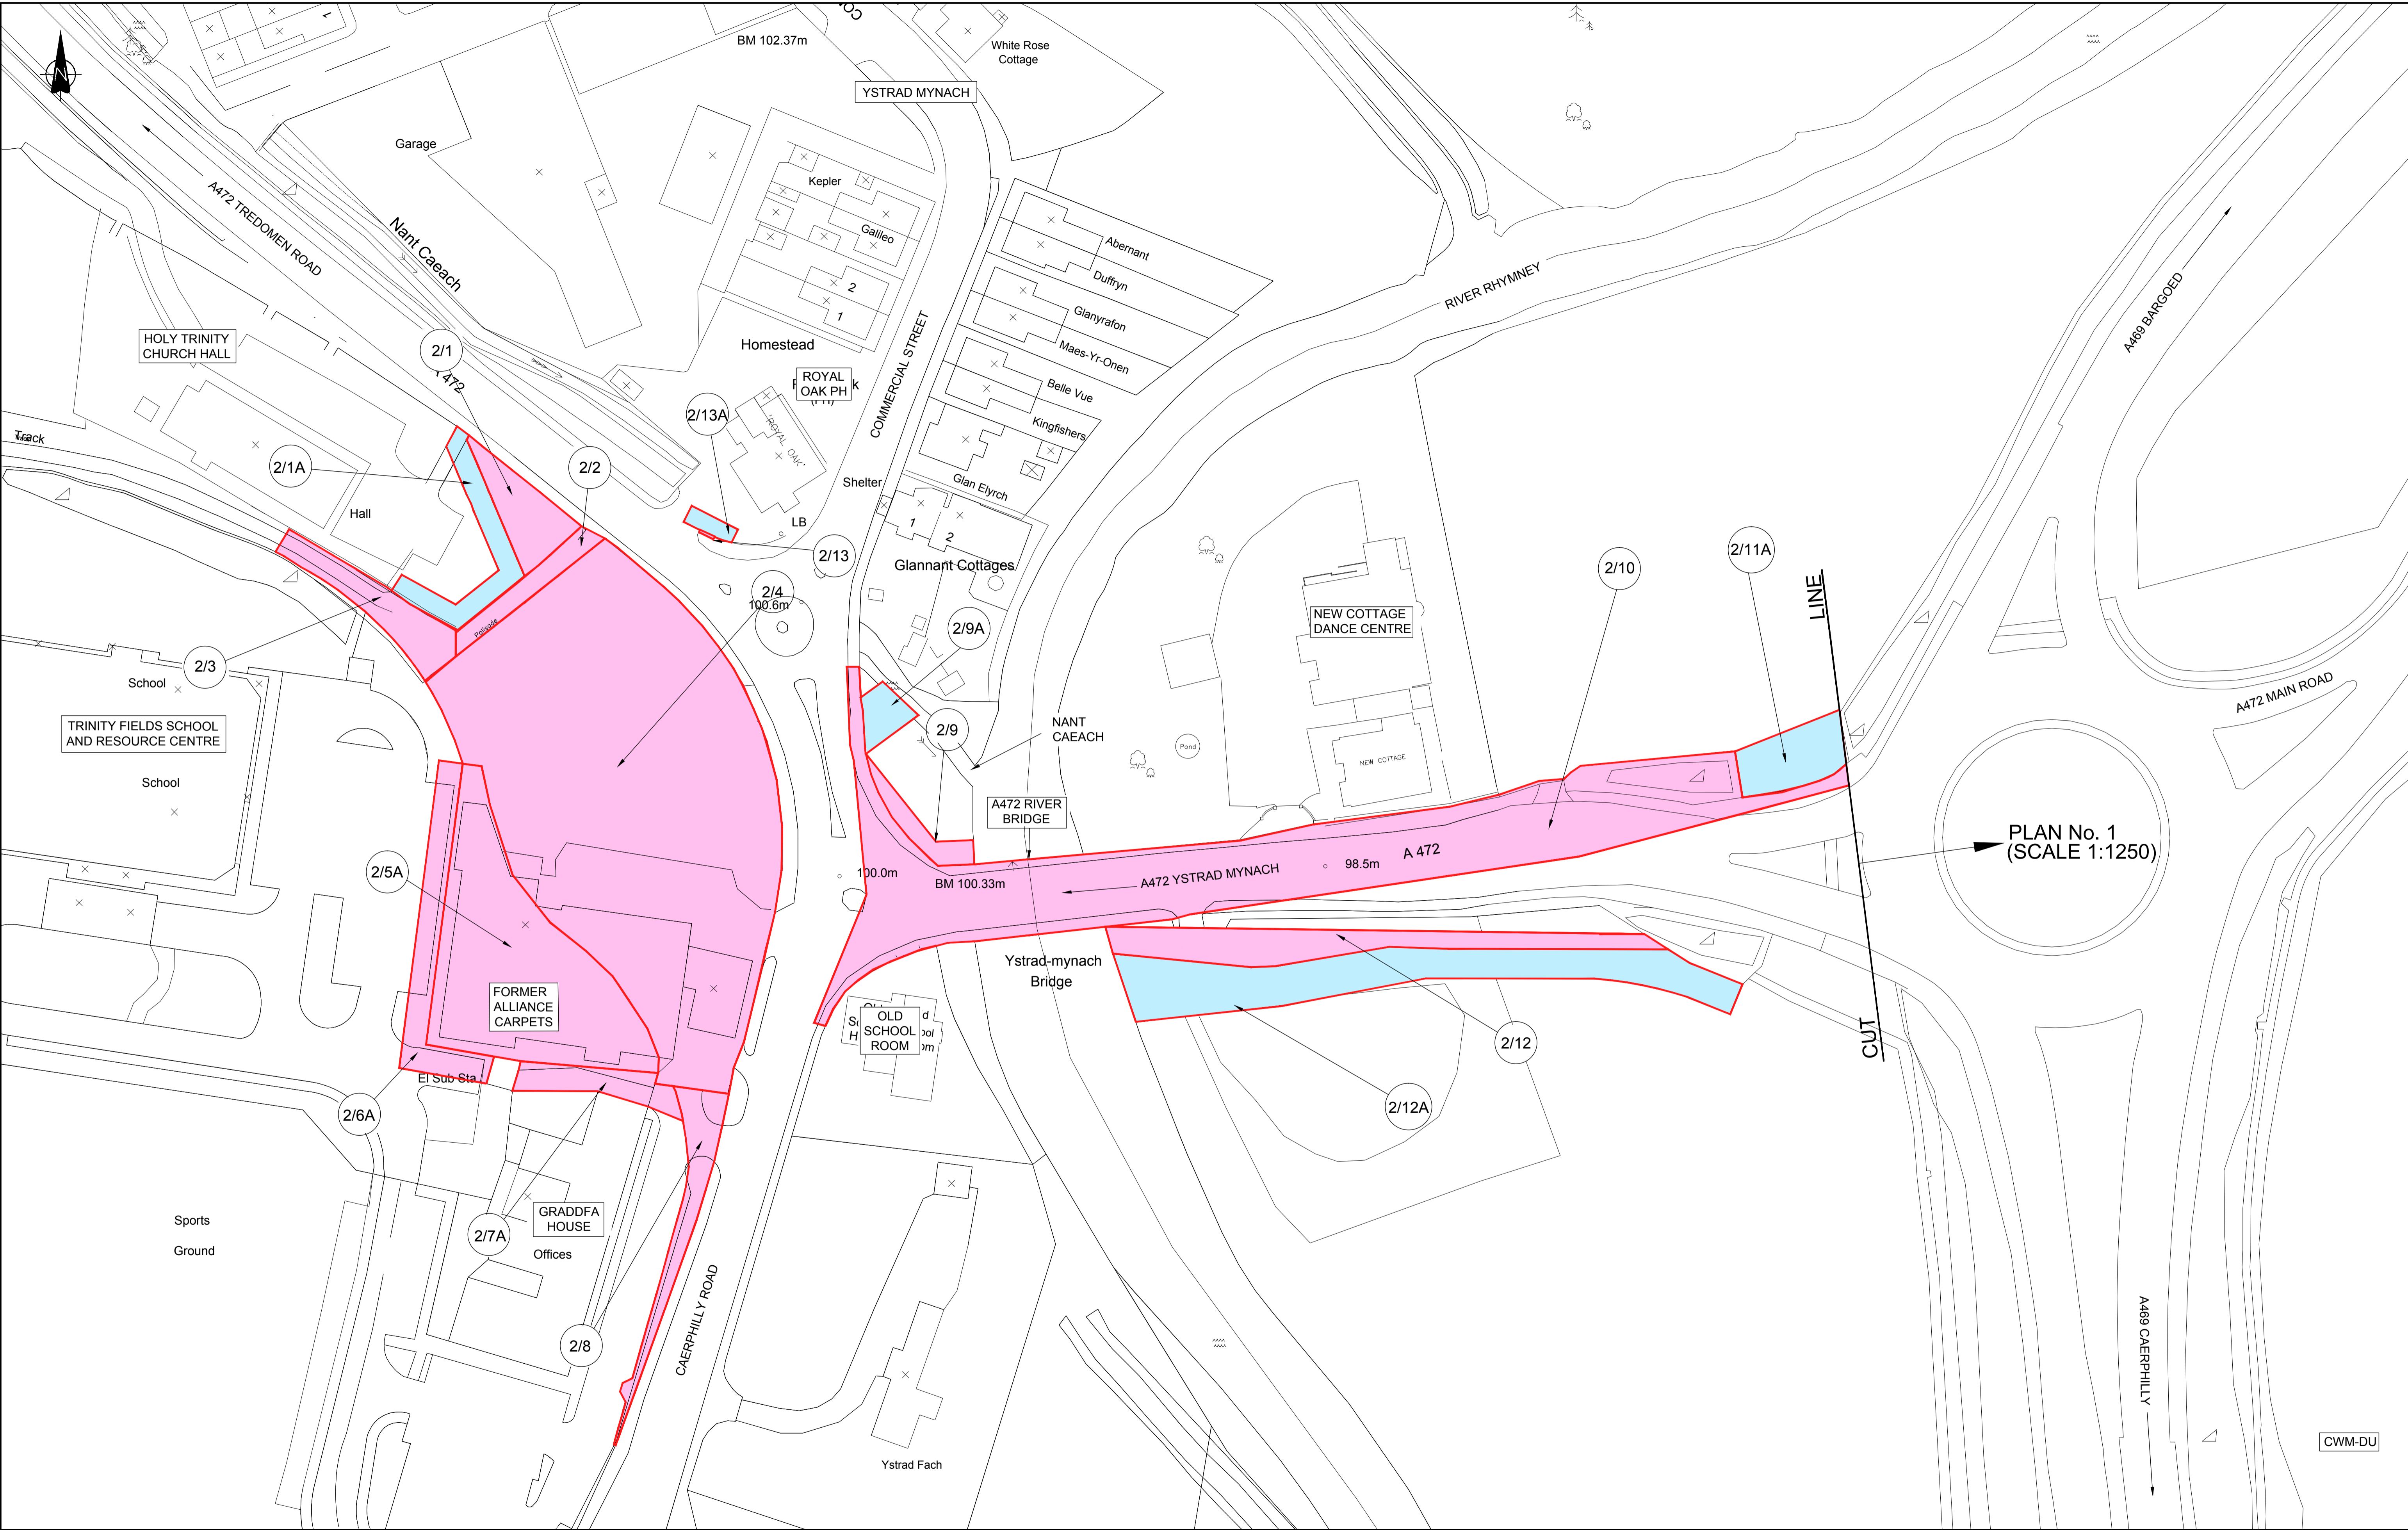 BM 102.37m
White Rose
Cottage
YSTRAD MYNACH
N
1
Garage
A472 TREDOMEN ROAD
Nant Caeach
Kepler
Galileo
2
1
Homestead
COMMERCIAL STREET
Abernant
Duffryn
Glanyrafon
Maes-Yr-Onen
Belle Vue
Kingfishers
Glan Elyrch
RIVER RHYMNEY
A469 BARGOED
HOLY TRINITY
CHURCH HALL
2/1
A 472
ROYAL
OAK PH
(PH)
'ROYAL OAK'
2/13A
Track
2/1A
2/2
Hall
Shelter
LB
1
2
Glannant Cottages
2/13
2/4
100.6m
2/9A
Palisade
2/3
School
TRINITY FIELDS SCHOOL
AND RESOURCE CENTRE
School
NEW COTTAGE
DANCE CENTRE
2/10
2/11A
LINE
A472 MAIN ROAD
2/9
NANT
CAEACH
Pond
NEW COTTAGE
A472 RIVER
BRIDGE
PLAN No. 1
(SCALE 1:1250)
2/5A
100.0m
BM 100.33m
A472 YSTRAD MYNACH
98.5m
A 472
Ystrad-mynach
Bridge
FORMER
ALLIANCE
CARPETS
OLD
SCHOOL
ROOM
2/12
CUT
2/12A
El Sub Sta
2/6A
2/7A
GRADDFA
HOUSE
Offices
Sports
Ground
2/8
CAERPHILLY ROAD
Ystrad Fach
A469 CAERPHILLY
CWM-DU